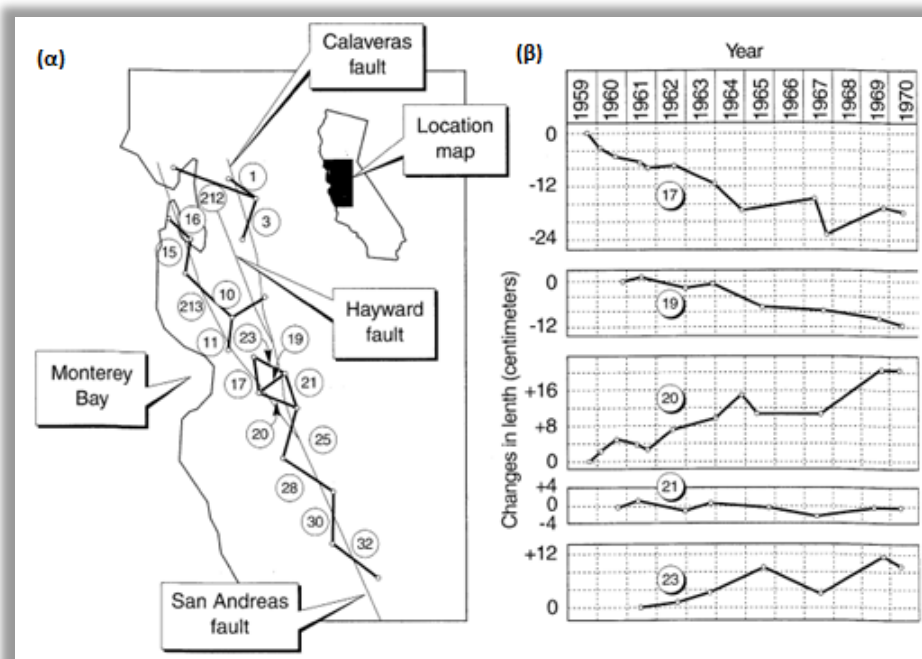 (α)
Calaveras
fault
Location
map
1
212
3
16
15
10
213
Hayward
fault
11
23
19
17
21
Monterey
Bay
20
25
28
30
32
San Andreas
fault
(β)
Year
1959 1960 1961 1962 1963 1964 1965 1966 1967 1968 1969 1970
Changes in lenth (centimeters)
0
-12
-24
17
0
-12
19
+16
+8
0
20
+4
0
-4
21
+12
0
23